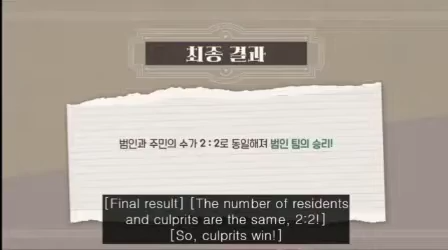 최종 결과
범인과 주민의 수가 2 : 2로 동일해져 범인 팀의 승리!
[Final result] [The number of residents
and culprits are the same, 2:2!]
[So, culprits win!]